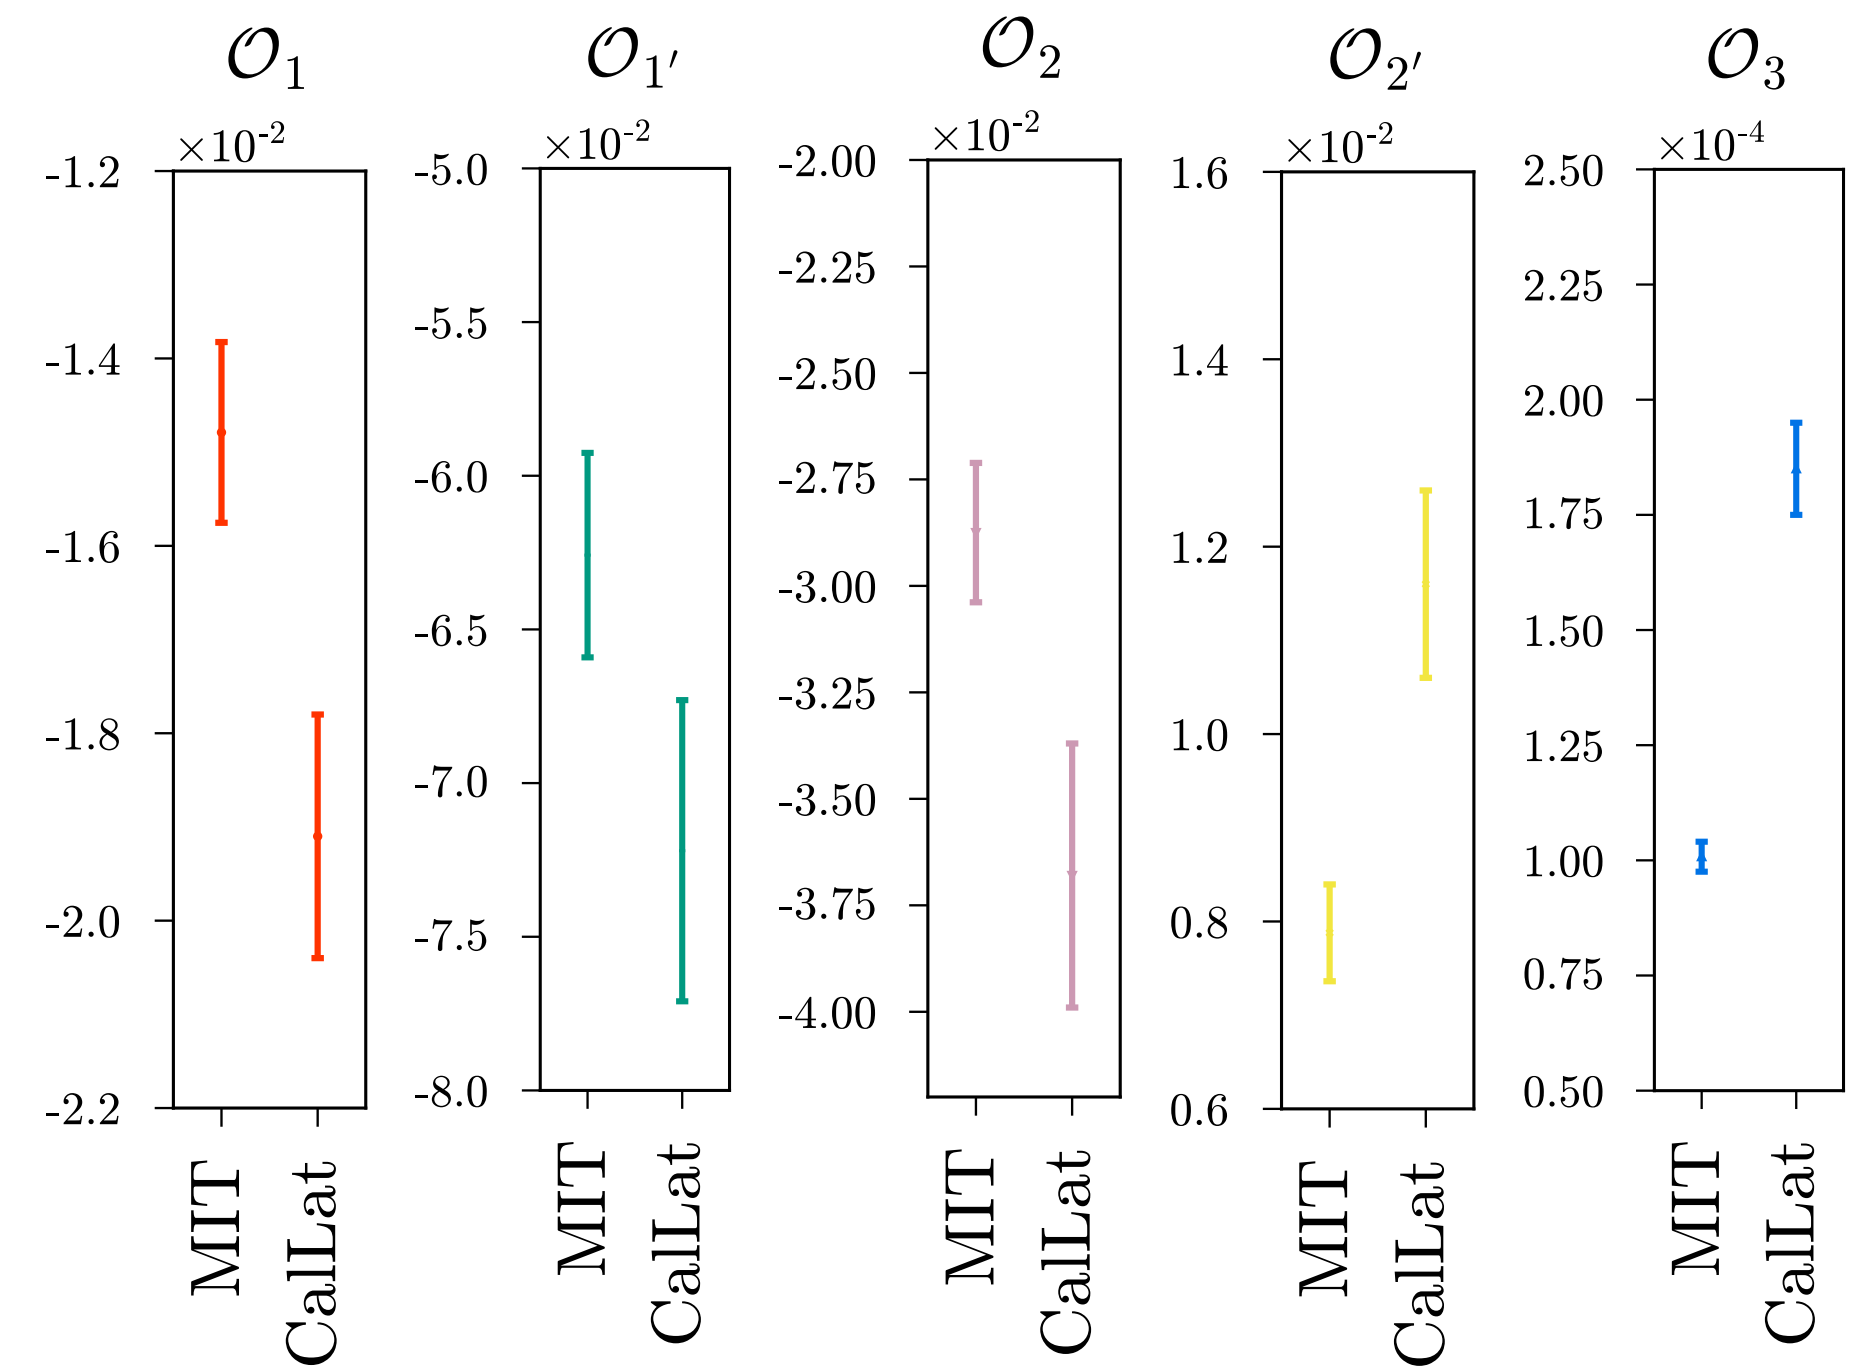 𝒪₁
×10⁻²
-1.2
-1.4
-1.6
-1.8
-2.0
-2.2
MIT
CalLat
𝒪₁′
×10⁻²
-5.0
-5.5
-6.0
-6.5
-7.0
-7.5
-8.0
MIT
CalLat
𝒪₂
×10⁻²
-2.00
-2.25
-2.50
-2.75
-3.00
-3.25
-3.50
-3.75
-4.00
MIT
CalLat
𝒪₂′
×10⁻²
1.6
1.4
1.2
1.0
0.8
0.6
MIT
CalLat
𝒪₃
×10⁻⁴
2.50
2.25
2.00
1.75
1.50
1.25
1.00
0.75
0.50
MIT
CalLat